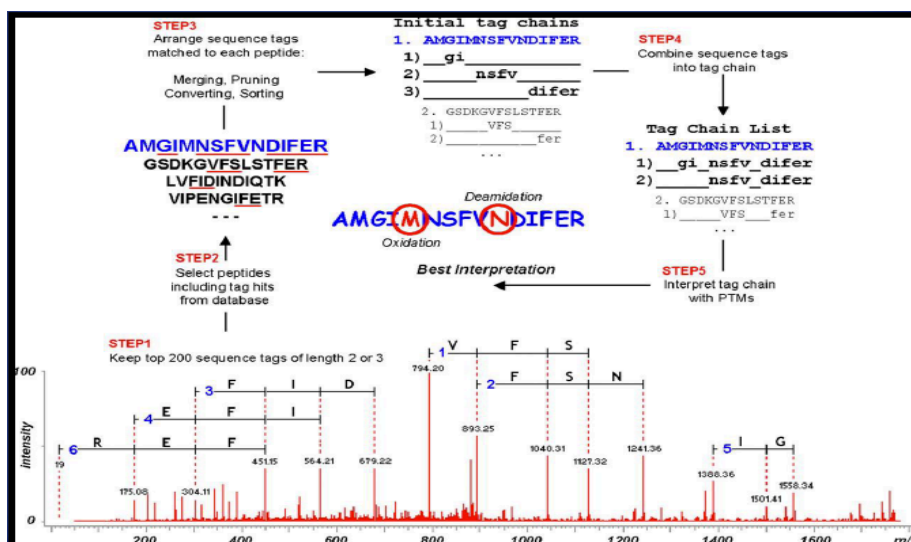 STEP3
Arrange sequence tags
matched to each peptide:
Merging, Pruning
Converting, Sorting
AMGIMNSFVNDIFER
GSDKGVFSLSTFER
LVFIDINDIQTK
VIPENGIFETR
---
STEP2
Select peptides
including tag hits
from database
STEP1
Keep top 200 sequence tags of length 2 or 3
Initial tag chains
1. AMGIMNSFVNDIFER
1)__gi___________
2)_____nsfv______
3)__________difer
2. GSDKGVFSLSTFER
1)_____VFS______
2)___________fer
...
STEP4
Combine sequence tags
into tag chain
Tag Chain List
1. AMGIMNSFVNDIFER
1)__gi_nsfv_difer
2)_____nsfv_difer
2. GSDKGVFSLSTFER
1)_____VFS___fer
...
Deamidation
AMGIMNSFVNDIFER
Oxidation
Best Interpretation
STEP5
Interpret tag chain
with PTMs
1 V F S
2 F S N
3 F I D
4 E F I
6 R E F
5 I G
100
intensity
0
19
175.08
304.11
451.15
564.21
679.22
794.20
893.25
1040.31
1127.32
1241.36
1388.36
1501.41
1558.34
200 400 600 800 1000 1200 1400 1600